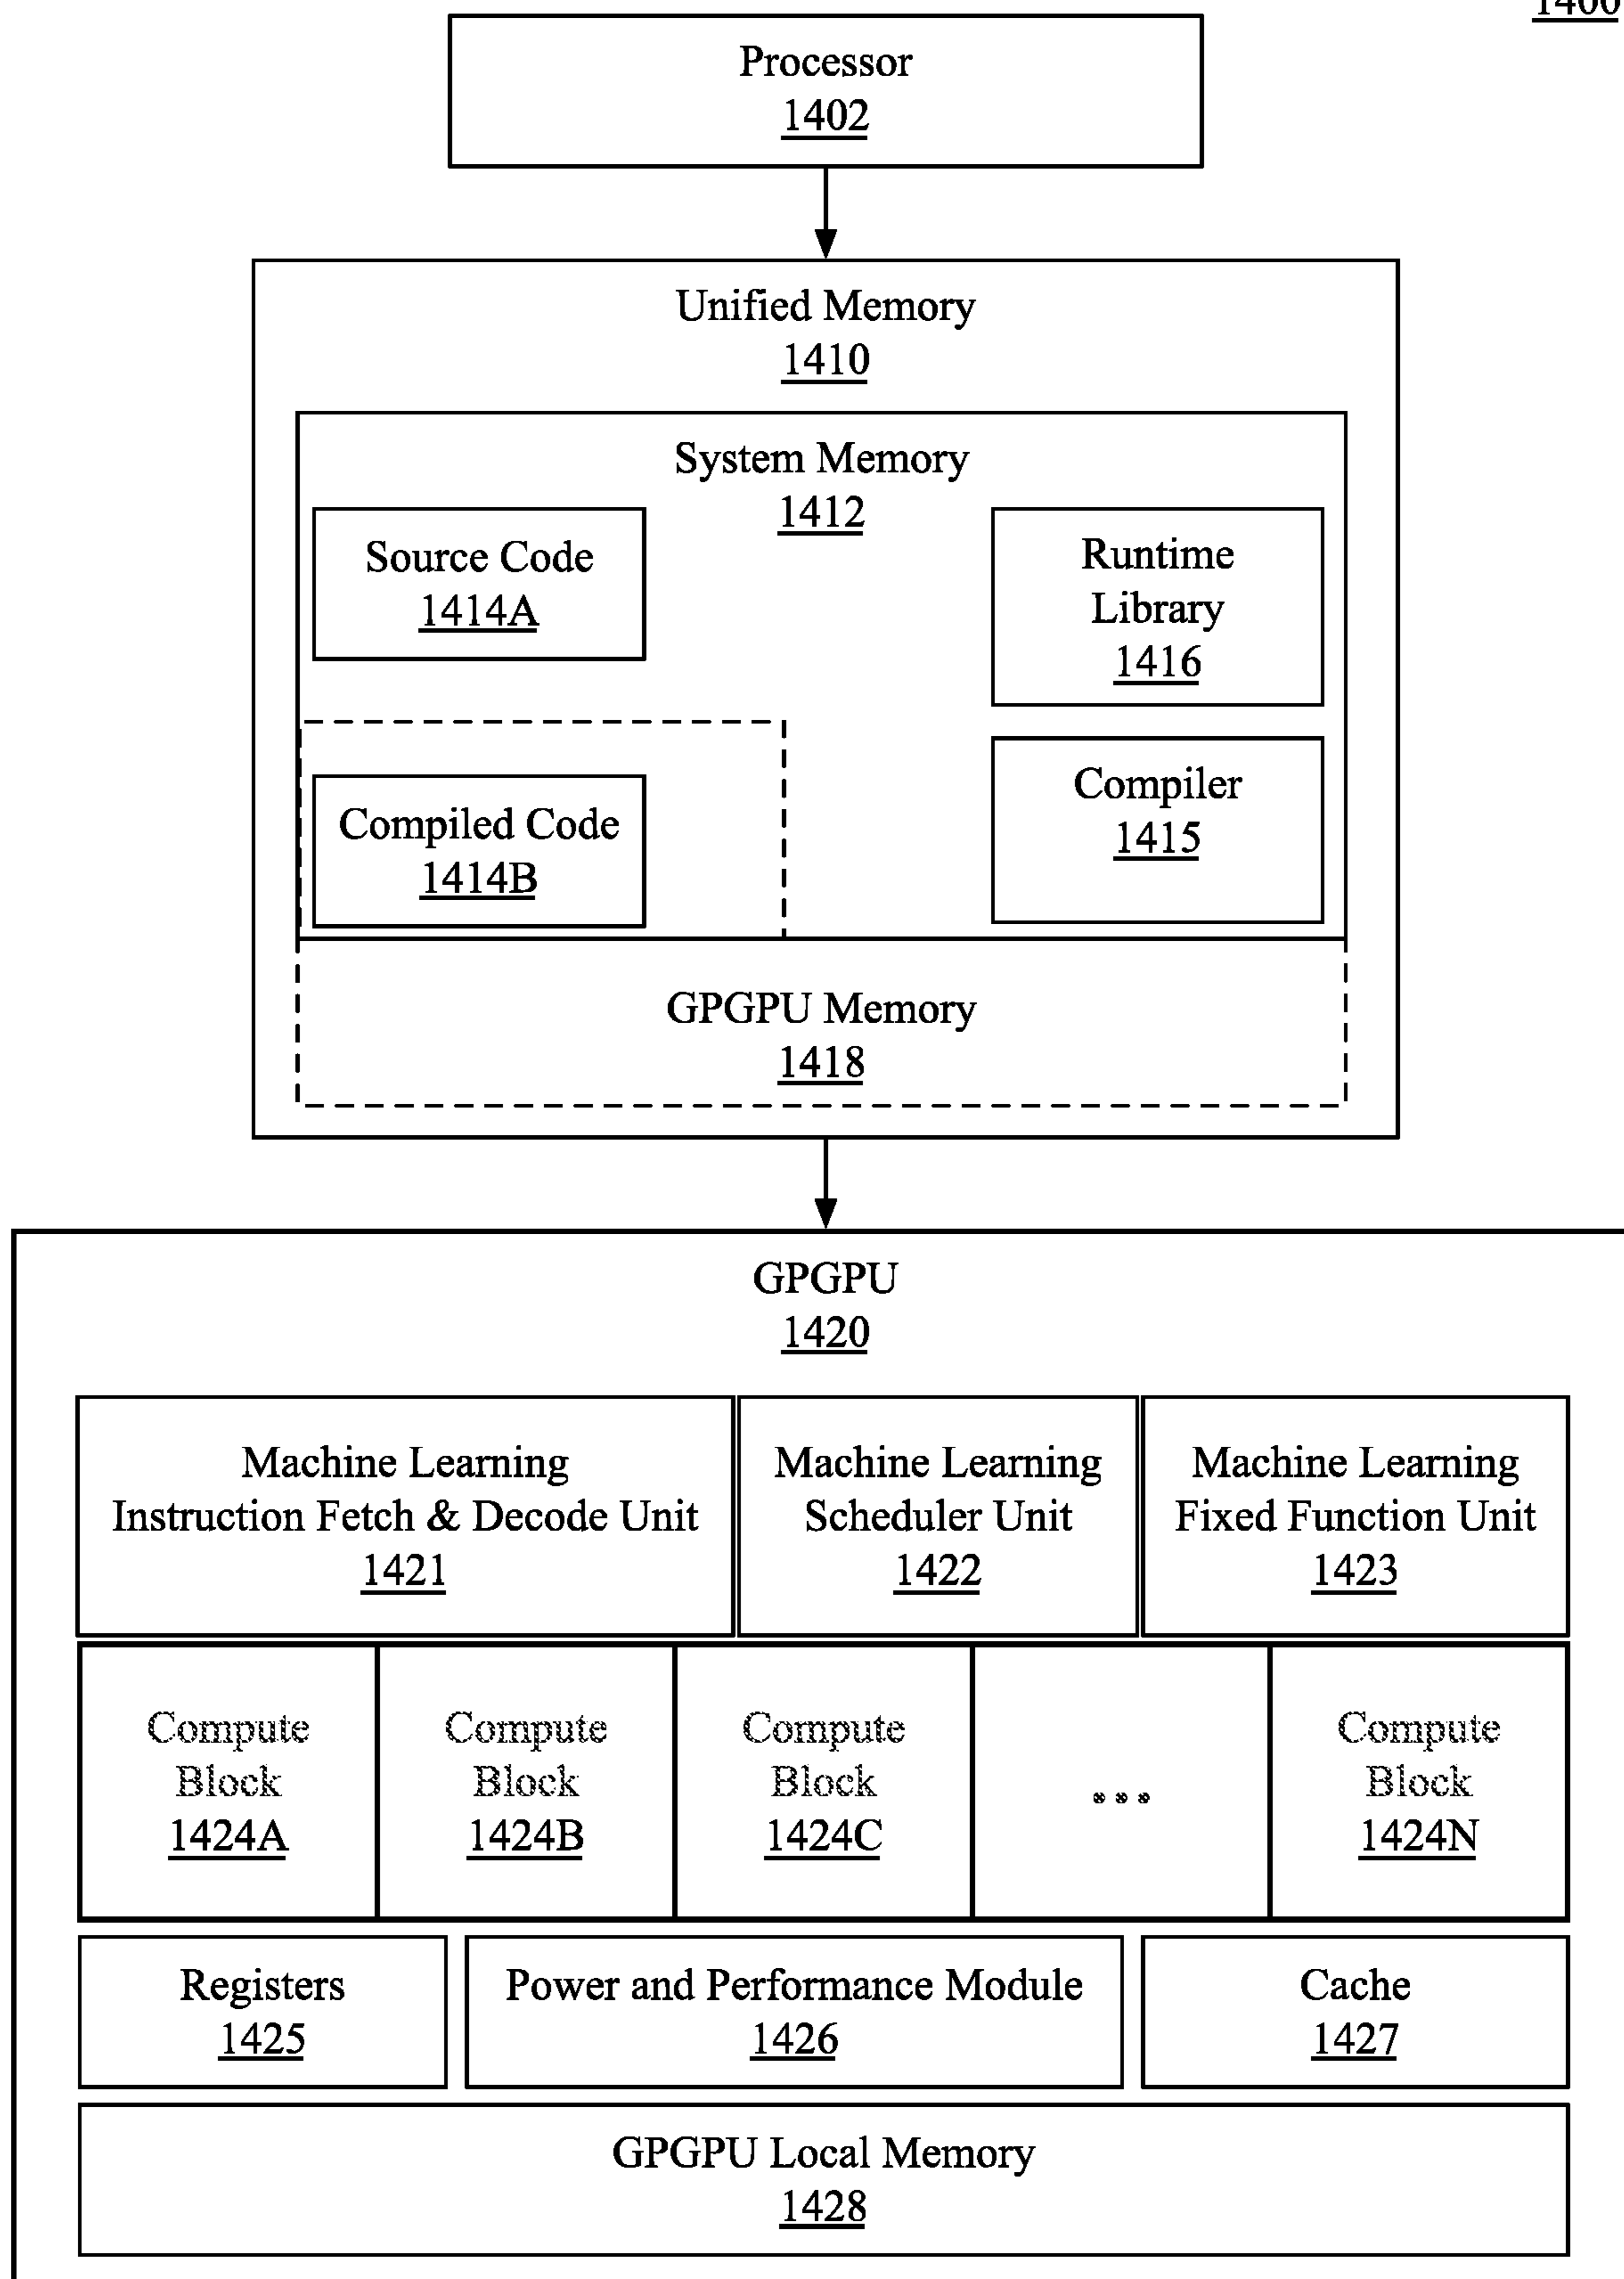 1400
Processor
1402
Unified Memory
1410
System Memory
1412
Source Code
1414A
Runtime
Library
1416
Compiled Code
1414B
Compiler
1415
GPGPU Memory
1418
GPGPU
1420
Machine Learning
Instruction Fetch & Decode Unit
1421
Machine Learning
Scheduler Unit
1422
Machine Learning
Fixed Function Unit
1423
Compute
Block
1424A
Compute
Block
1424B
Compute
Block
1424C
...
Compute
Block
1424N
Registers
1425
Power and Performance Module
1426
Cache
1427
GPGPU Local Memory
1428